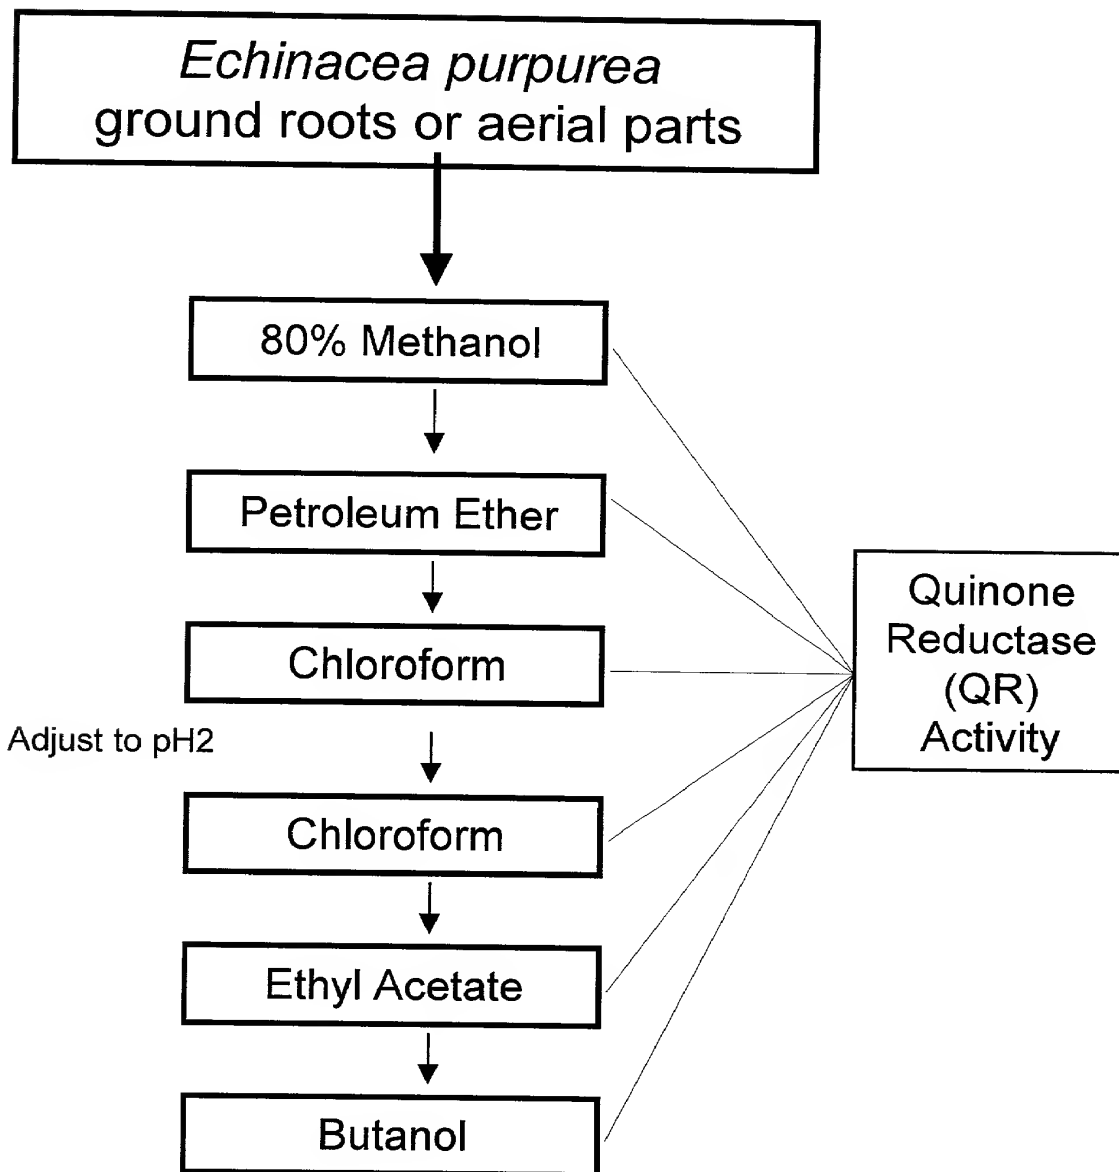 Echinacea purpurea
ground roots or aerial parts
80% Methanol
Petroleum Ether
Chloroform
Adjust to pH2
Chloroform
Ethyl Acetate
Butanol
Quinone
Reductase
(QR)
Activity